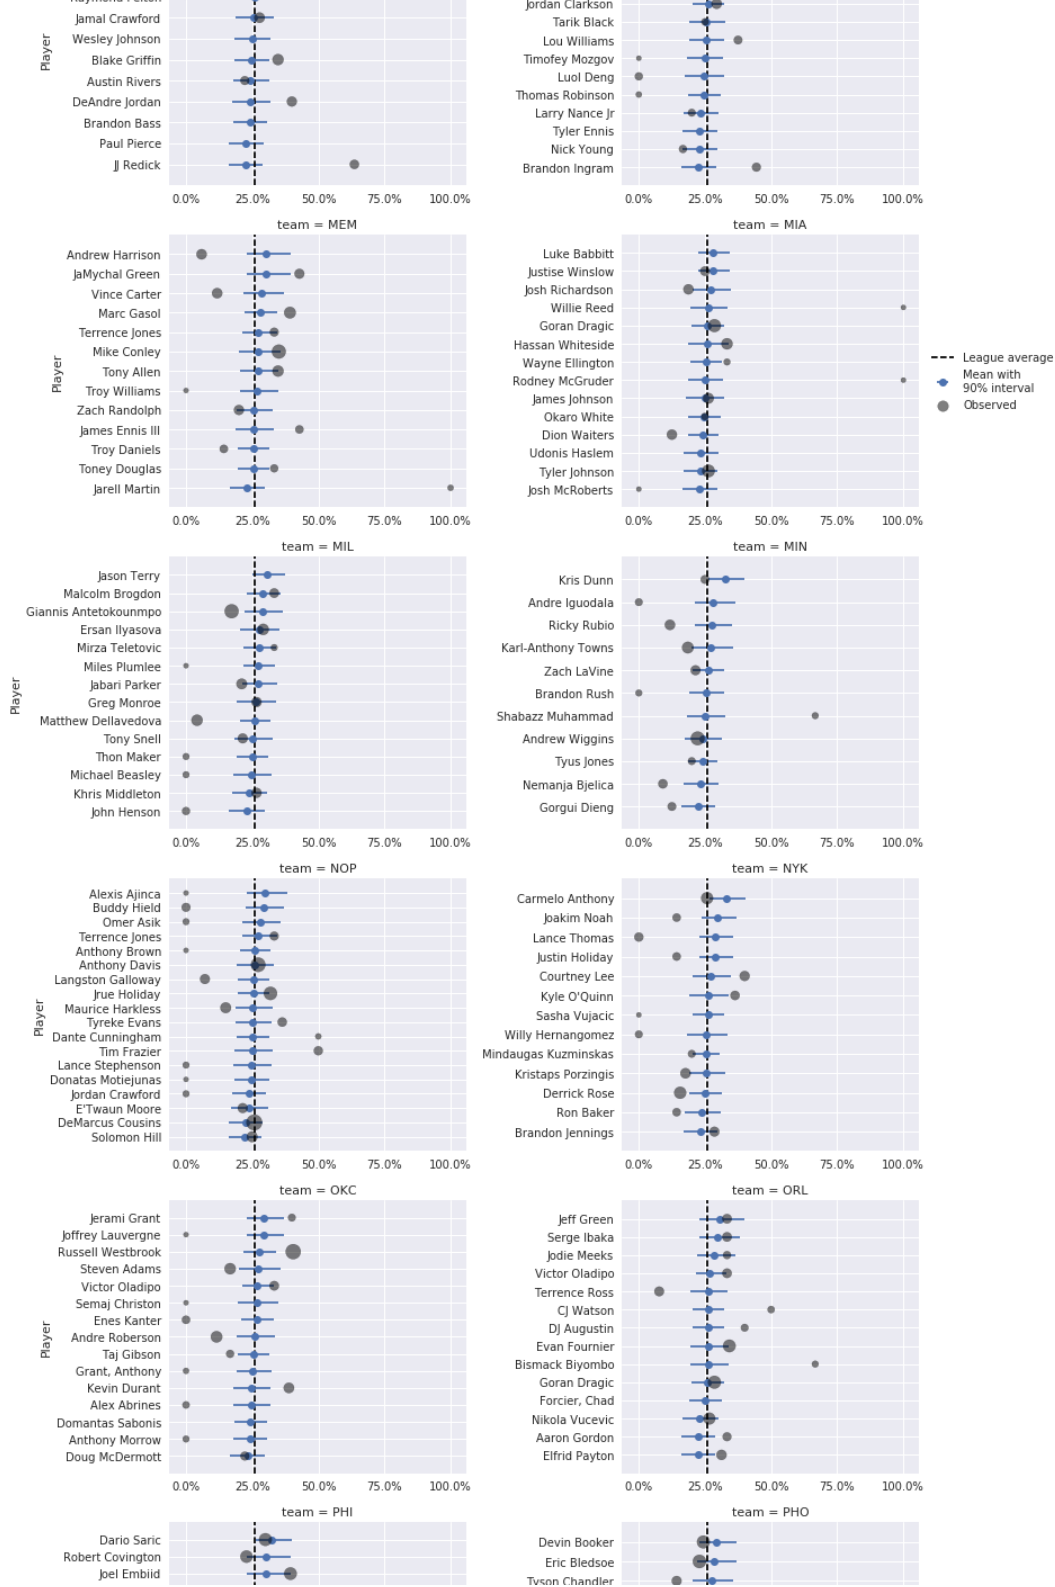 Jamal Crawford
Wesley Johnson
Blake Griffin
Austin Rivers
DeAndre Jordan
Brandon Bass
Paul Pierce
JJ Redick
Player
0.0% 25.0% 50.0% 75.0% 100.0%
Jordan Clarkson
Tarik Black
Lou Williams
Timofey Mozgov
Luol Deng
Thomas Robinson
Larry Nance Jr
Tyler Ennis
Nick Young
Brandon Ingram
0.0% 25.0% 50.0% 75.0% 100.0%
team = MEM
Andrew Harrison
JaMychal Green
Vince Carter
Marc Gasol
Terrence Jones
Mike Conley
Tony Allen
Troy Williams
Zach Randolph
James Ennis III
Troy Daniels
Toney Douglas
Jarell Martin
Player
0.0% 25.0% 50.0% 75.0% 100.0%
team = MIA
Luke Babbitt
Justise Winslow
Josh Richardson
Willie Reed
Goran Dragic
Hassan Whiteside
Wayne Ellington
Rodney McGruder
James Johnson
Okaro White
Dion Waiters
Udonis Haslem
Tyler Johnson
Josh McRoberts
0.0% 25.0% 50.0% 75.0% 100.0%
League average
Mean with
90% interval
Observed
team = MIL
Jason Terry
Malcolm Brogdon
Giannis Antetokounmpo
Ersan Ilyasova
Mirza Teletovic
Miles Plumlee
Jabari Parker
Greg Monroe
Matthew Dellavedova
Tony Snell
Thon Maker
Michael Beasley
Khris Middleton
John Henson
Player
0.0% 25.0% 50.0% 75.0% 100.0%
team = MIN
Kris Dunn
Andre Iguodala
Ricky Rubio
Karl-Anthony Towns
Zach LaVine
Brandon Rush
Shabazz Muhammad
Andrew Wiggins
Tyus Jones
Nemanja Bjelica
Gorgui Dieng
0.0% 25.0% 50.0% 75.0% 100.0%
team = NOP
Alexis Ajinca
Buddy Hield
Omer Asik
Terrence Jones
Anthony Brown
Anthony Davis
Langston Galloway
Jrue Holiday
Maurice Harkless
Tyreke Evans
Dante Cunningham
Tim Frazier
Lance Stephenson
Donatas Motiejunas
Jordan Crawford
E'Twaun Moore
DeMarcus Cousins
Solomon Hill
Player
0.0% 25.0% 50.0% 75.0% 100.0%
team = NYK
Carmelo Anthony
Joakim Noah
Lance Thomas
Justin Holiday
Courtney Lee
Kyle O'Quinn
Sasha Vujacic
Willy Hernangomez
Mindaugas Kuzminskas
Kristaps Porzingis
Derrick Rose
Ron Baker
Brandon Jennings
0.0% 25.0% 50.0% 75.0% 100.0%
team = OKC
Jerami Grant
Joffrey Lauvergne
Russell Westbrook
Steven Adams
Victor Oladipo
Semaj Christon
Enes Kanter
Andre Roberson
Taj Gibson
Grant, Anthony
Kevin Durant
Alex Abrines
Domantas Sabonis
Anthony Morrow
Doug McDermott
Player
0.0% 25.0% 50.0% 75.0% 100.0%
team = ORL
Jeff Green
Serge Ibaka
Jodie Meeks
Victor Oladipo
Terrence Ross
CJ Watson
DJ Augustin
Evan Fournier
Bismack Biyombo
Goran Dragic
Forcier, Chad
Nikola Vucevic
Aaron Gordon
Elfrid Payton
0.0% 25.0% 50.0% 75.0% 100.0%
team = PHI
Dario Saric
Robert Covington
Joel Embiid
team = PHO
Devin Booker
Eric Bledsoe
Tyson Chandler